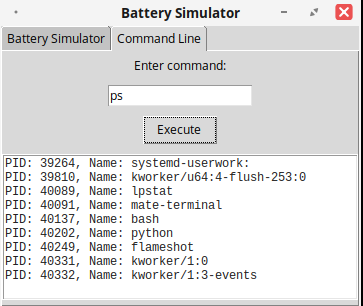 Battery Simulator
Battery Simulator Command Line
Enter command:
ps
Execute
PID: 39264, Name: systemd-userwork:
PID: 39810, Name: kworker/u64:4-flush-253:0
PID: 40089, Name: lpstat
PID: 40091, Name: mate-terminal
PID: 40137, Name: bash
PID: 40202, Name: python
PID: 40249, Name: flameshot
PID: 40331, Name: kworker/1:0
PID: 40332, Name: kworker/1:3-events